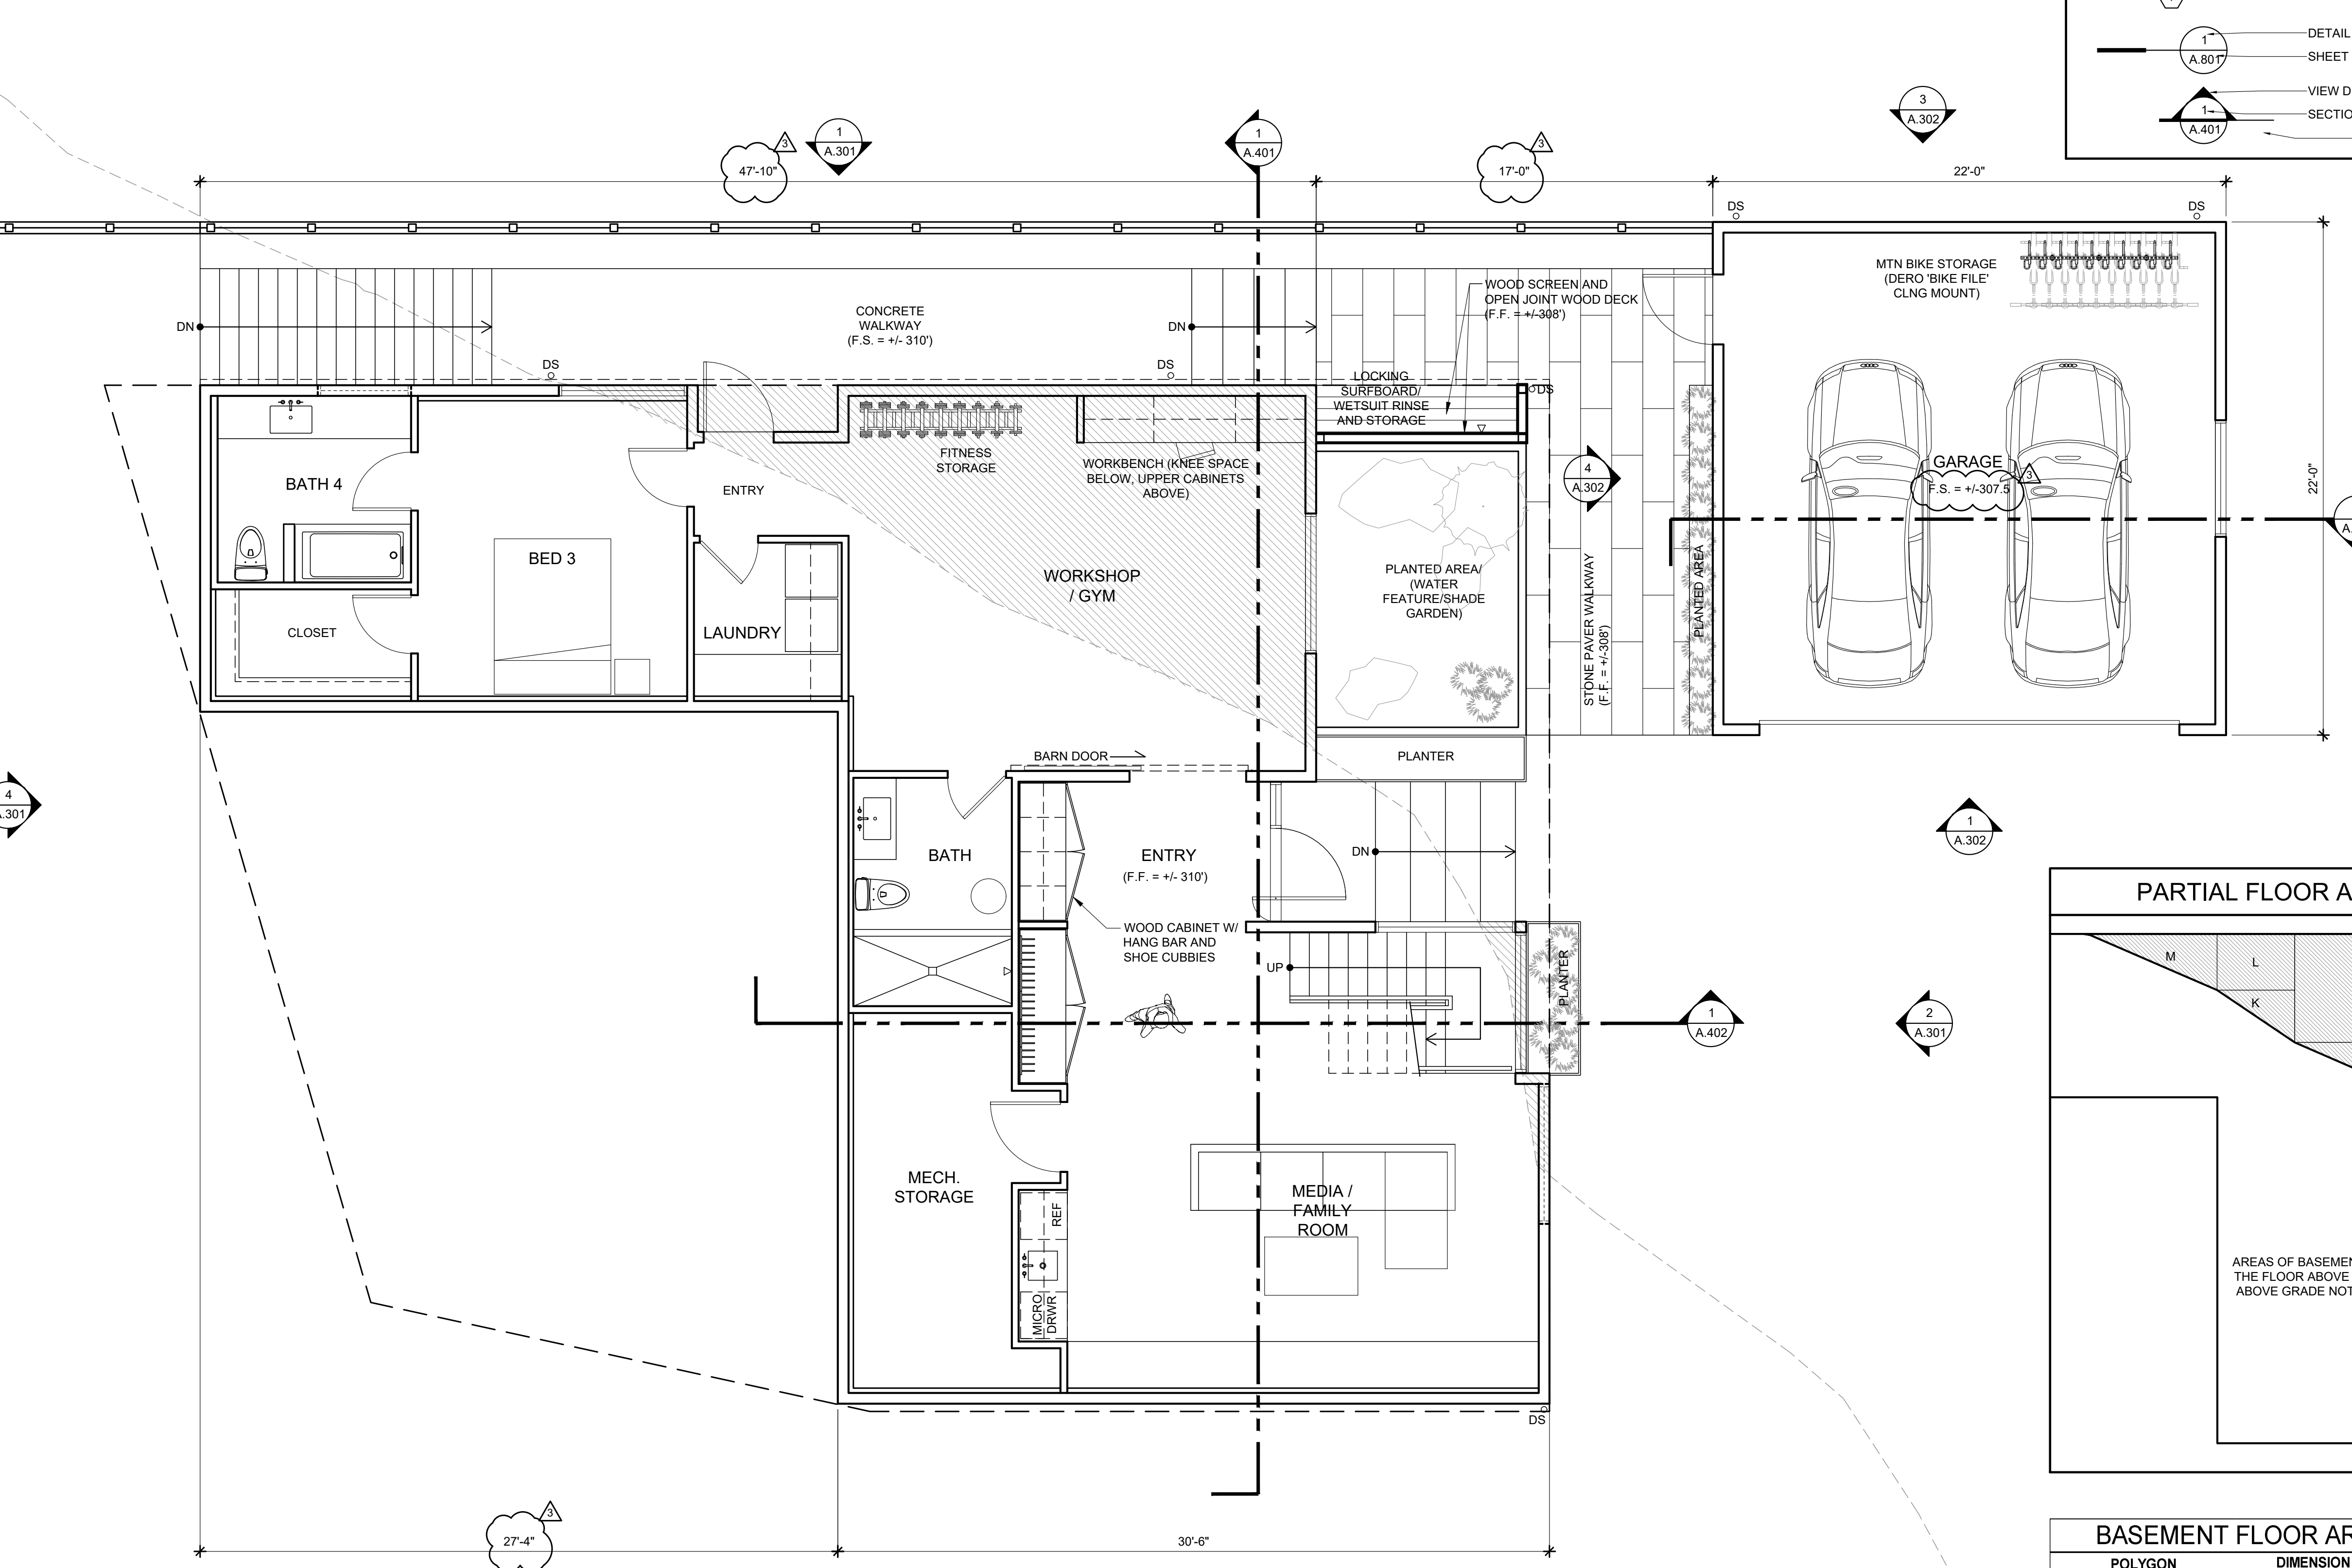 1
A.801
DETAIL
SHEET
VIEW D
SECTIO
1
A.401
3
A.302
47'-10"
3
1
A.301
1
A.401
17'-0"
3
22'-0"
DS
DS
MTN BIKE STORAGE
(DERO 'BIKE FILE'
CLNG MOUNT)
WOOD SCREEN AND
OPEN JOINT WOOD DECK
(F.F. = +/-308')
CONCRETE
WALKWAY
(F.S. = +/- 310')
DN
DN
DS
DS
DS
LOCKING
SURFBOARD/
WETSUIT RINSE
AND STORAGE
FITNESS
STORAGE
WORKBENCH (KNEE SPACE
BELOW, UPPER CABINETS
ABOVE)
4
A.302
GARAGE
F.S. = +/-307.5
3
22'-0"
A.
BATH 4
ENTRY
BED 3
WORKSHOP
/ GYM
PLANTED AREA/
(WATER
FEATURE/SHADE
GARDEN)
STONE PAVER WALKWAY
(F.F. = +/-308')
PLANTED AREA
CLOSET
LAUNDRY
BARN DOOR
PLANTER
4
A.301
1
A.302
BATH
ENTRY
(F.F. = +/- 310')
DN
WOOD CABINET W/
HANG BAR AND
SHOE CUBBIES
UP
PLANTER
1
A.402
2
A.301
PARTIAL FLOOR A
M
L
K
MECH.
STORAGE
REF
MEDIA /
FAMILY
ROOM
MICRO
DRWR
AREAS OF BASEMEN
THE FLOOR ABOVE
ABOVE GRADE NOT
DS
3
27'-4"
30'-6"
BASEMENT FLOOR AR
POLYGON
DIMENSION